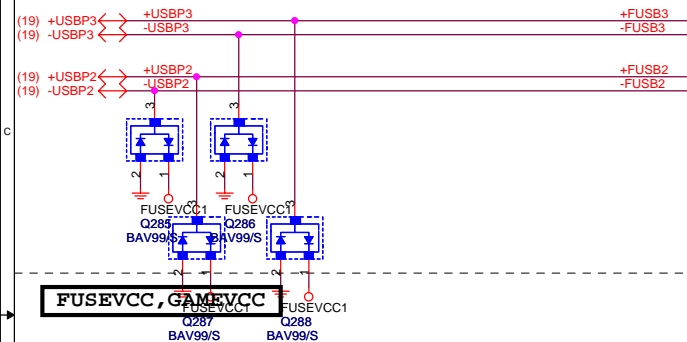 +USBP3 +FUSB3
(19) +USBP3
-USBP3 -FUSB3
(19) -USBP3
+USBP2 +FUSB2
(19) +USBP2
-USBP2 -FUSB2
(19) -USBP2
C
3 3
2 1 2 1
FUSEVCC1 FUSEVCC1
3 3
Q285 Q286
BAV99/S BAV99/S
2 1 2 1
FUSEVCC,GAMEVCC
FUSEVCC1 FUSEVCC1
Q287 Q288
BAV99/S BAV99/S